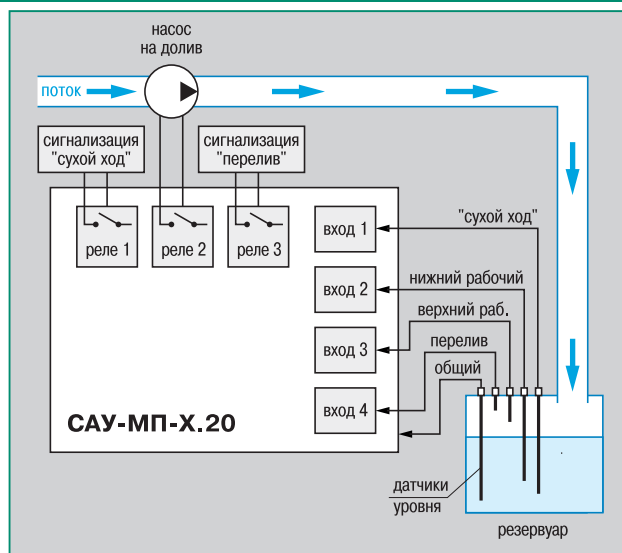 насос
на долив
поток
сигнализация
"сухой ход"
сигнализация
"перелив"
реле 1
реле 2
реле 3
вход 1
"сухой ход"
вход 2
нижний рабочий
вход 3
верхний раб.
перелив
общий
вход 4
САУ-МП-Х.20
датчики
уровня
резервуар